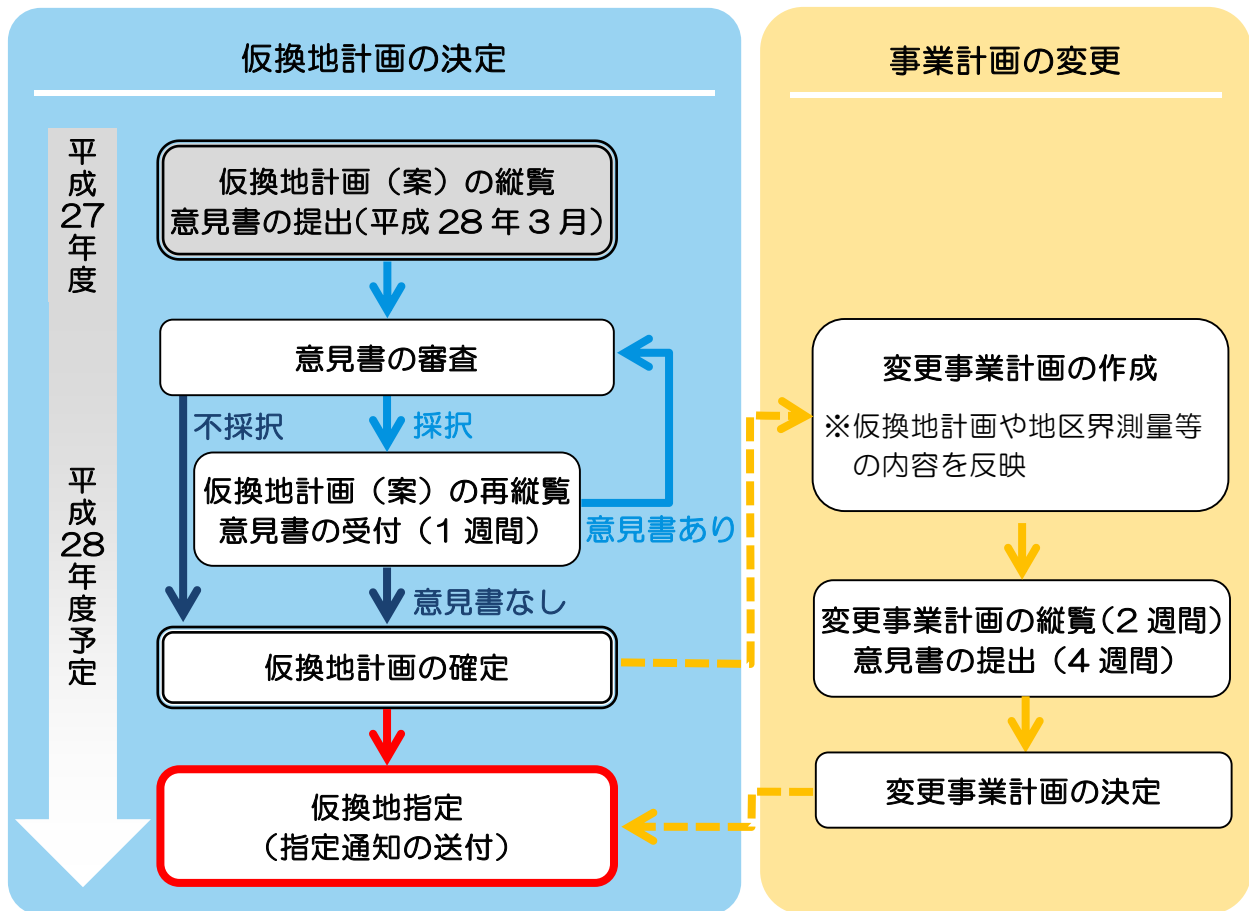 仮換地計画の決定
平成27年度
平成28年度予定
仮換地計画（案）の縦覧
意見書の提出（平成28年3月）
意見書の審査
不採択
採択
仮換地計画（案）の再縦覧
意見書の受付（1週間）
意見書あり
意見書なし
仮換地計画の確定
仮換地指定
（指定通知の送付）
事業計画の変更
変更事業計画の作成
※仮換地計画や地区界測量等
の内容を反映
変更事業計画の縦覧（2週間）
意見書の提出（4週間）
変更事業計画の決定